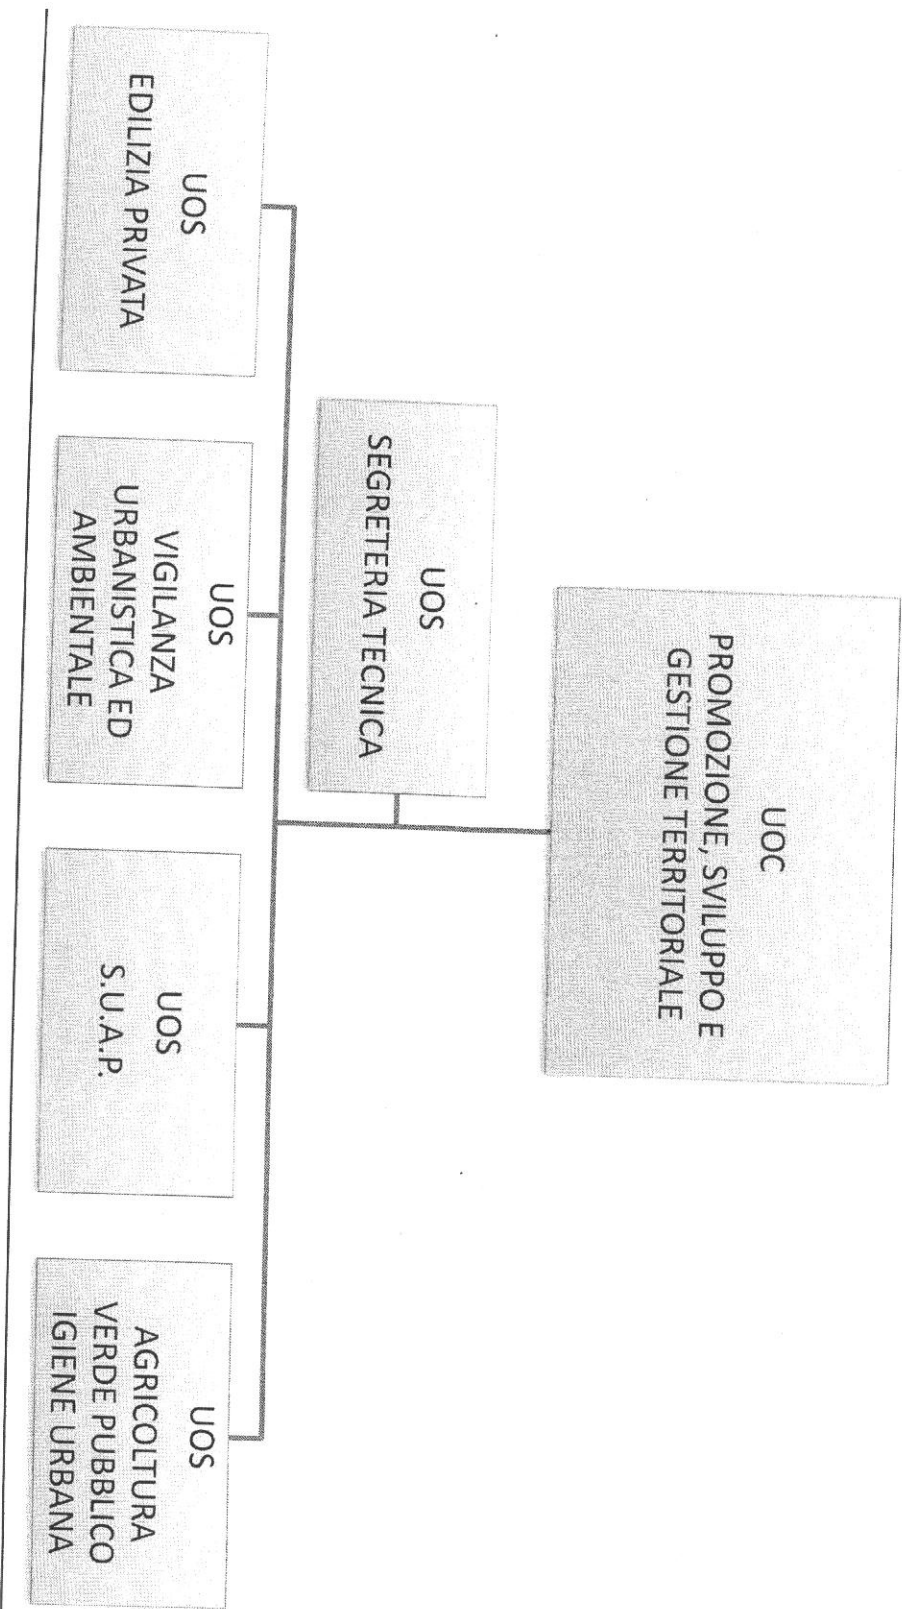 UOC
PROMOZIONE, SVILUPPO E
GESTIONE TERRITORIALE
UOS
SEGRETERIA TECNICA
UOS
EDILIZIA PRIVATA
UOS
VIGILANZA
URBANISTICA ED
AMBIENTALE
UOS
S.U.A.P.
UOS
AGRICOLTURA
VERDE PUBBLICO
IGIENE URBANA